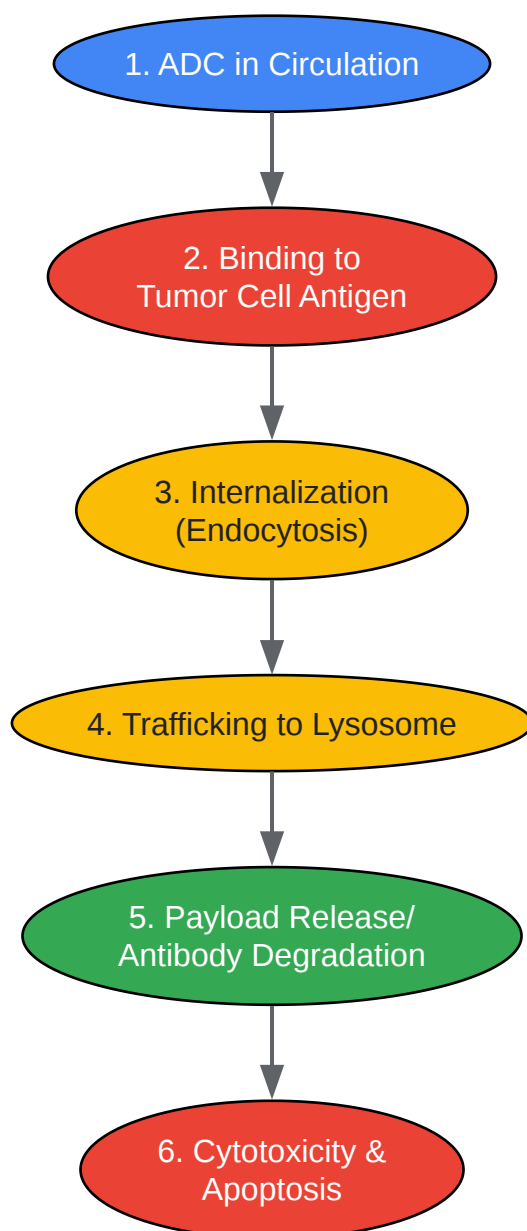 1. ADC in Circulation
2. Binding to
Tumor Cell Antigen
3. Internalization
(Endocytosis)
4. Trafficking to Lysosome
5. Payload Release/
Antibody Degradation
6. Cytotoxicity &
Apoptosis